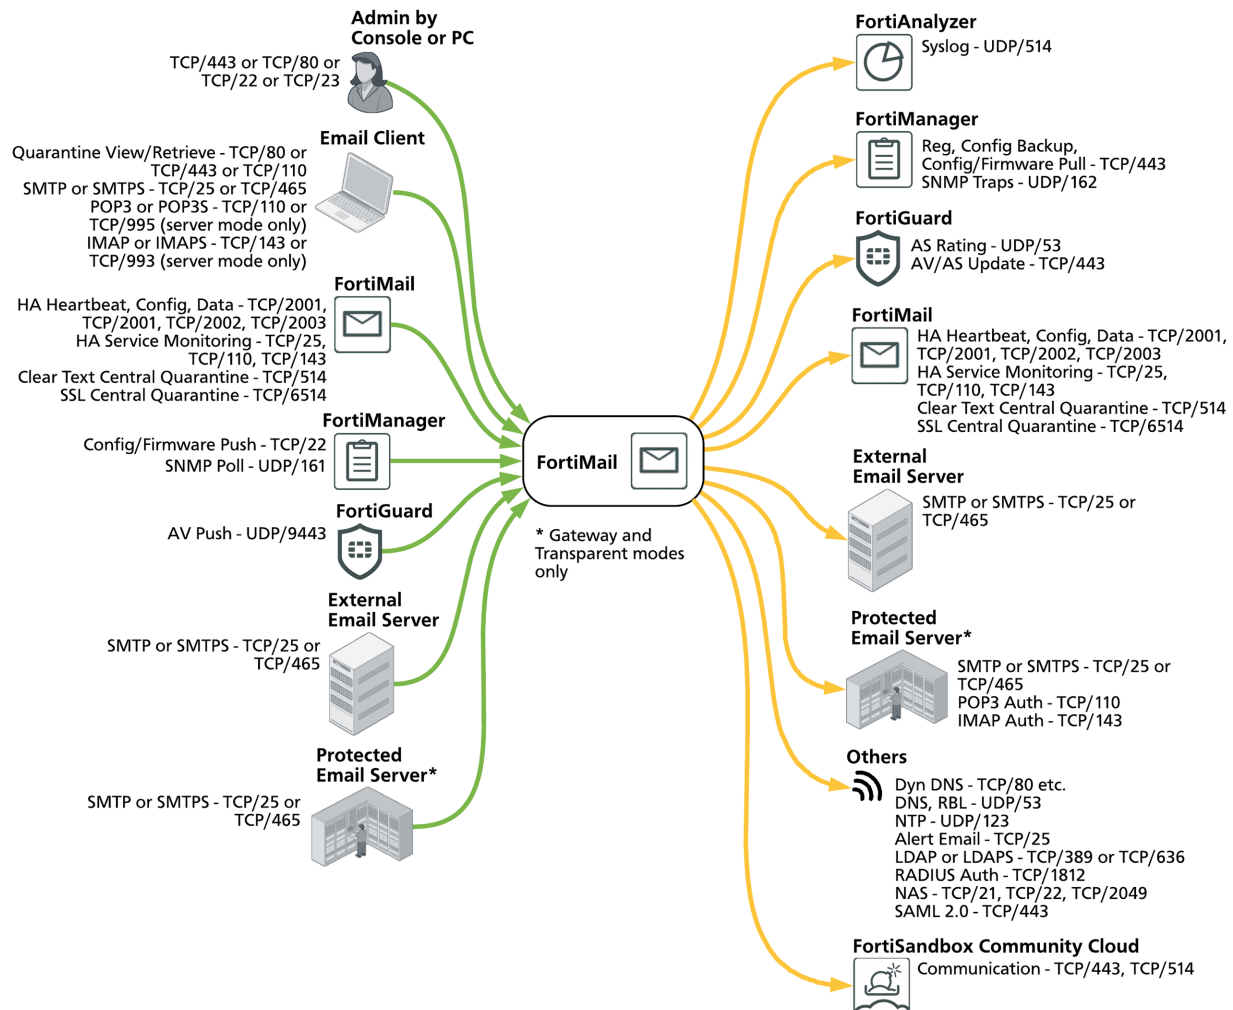 Admin by
Console or PC
TCP/443 or TCP/80 or
TCP/22 or TCP/23
Email Client
Quarantine View/Retrieve - TCP/80 or
TCP/443 or TCP/110
SMTP or SMTPS - TCP/25 or TCP/465
POP3 or POP3S - TCP/110 or
TCP/995 (server mode only)
IMAP or IMAPS - TCP/143 or
TCP/993 (server mode only)
FortiMail
HA Heartbeat, Config, Data - TCP/2001,
TCP/2001, TCP/2002, TCP/2003
HA Service Monitoring - TCP/25,
TCP/110, TCP/143
Clear Text Central Quarantine - TCP/514
SSL Central Quarantine - TCP/6514
FortiManager
Config/Firmware Push - TCP/22
SNMP Poll - UDP/161
FortiGuard
AV Push - UDP/9443
External
Email Server
SMTP or SMTPS - TCP/25 or
TCP/465
Protected
Email Server*
SMTP or SMTPS - TCP/25 or
TCP/465
FortiMail
* Gateway and
Transparent modes
only
FortiAnalyzer
Syslog - UDP/514
FortiManager
Reg, Config Backup,
Config/Firmware Pull - TCP/443
SNMP Traps - UDP/162
FortiGuard
AS Rating - UDP/53
AV/AS Update - TCP/443
FortiMail
HA Heartbeat, Config, Data - TCP/2001,
TCP/2001, TCP/2002, TCP/2003
HA Service Monitoring - TCP/25,
TCP/110, TCP/143
Clear Text Central Quarantine - TCP/514
SSL Central Quarantine - TCP/6514
External
Email Server
SMTP or SMTPS - TCP/25 or
TCP/465
Protected
Email Server*
SMTP or SMTPS - TCP/25 or
TCP/465
POP3 Auth - TCP/110
IMAP Auth - TCP/143
Others
Dyn DNS - TCP/80 etc.
DNS, RBL - UDP/53
NTP - UDP/123
Alert Email - TCP/25
LDAP or LDAPS - TCP/389 or TCP/636
RADIUS Auth - TCP/1812
NAS - TCP/21, TCP/22, TCP/2049
SAML 2.0 - TCP/443
FortiSandbox Community Cloud
Communication - TCP/443, TCP/514